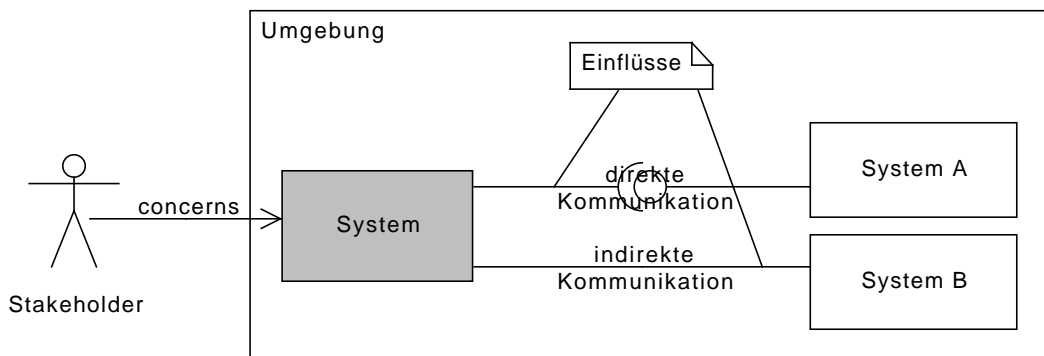 Umgebung
Einflüsse
direkte
Kommunikation
System A
concerns
System
indirekte
Kommunikation
System B
Stakeholder